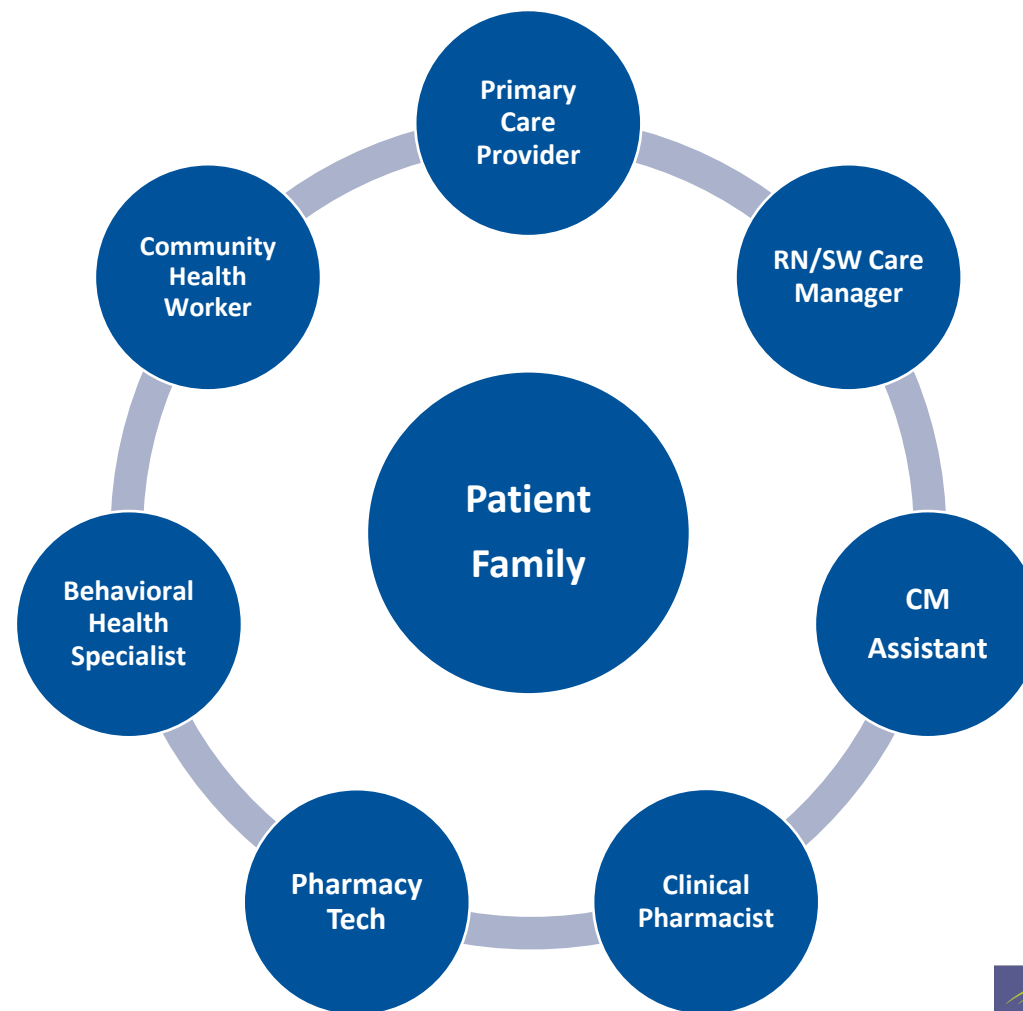 Primary
Care
Provider
RN/SW Care
Manager
CM
Assistant
Clinical
Pharmacist
Pharmacy
Tech
Behavioral
Health
Specialist
Community
Health
Worker
Patient
Family